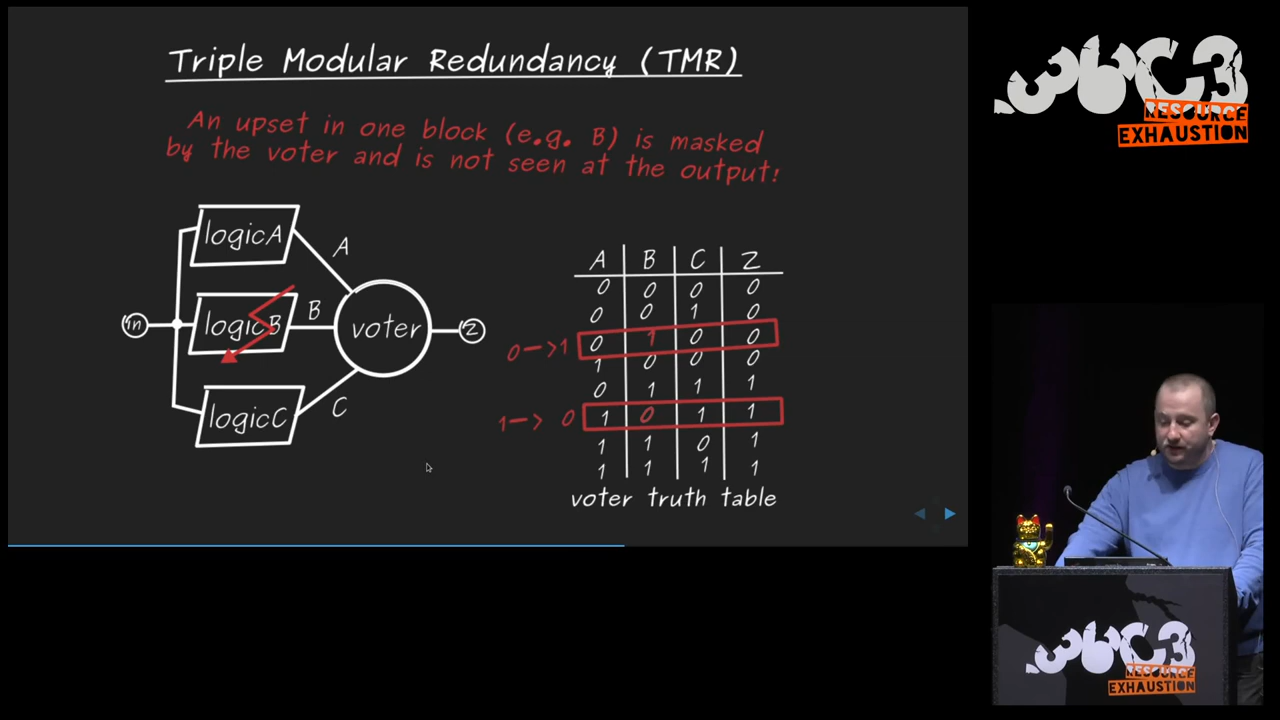 Triple Modular Redundancy (TMR)
An upset in one block (e.g. B) is masked
by the voter and is not seen at the output!
logicA
A
in
logicB
B
voter
Z
logicC
C
A B C Z
0 0 0 0
0 0 1 0
0->1 0 1 0 0
1 0 0 0
0 1 1 1
1-> 0 1 0 1 1
1 1 0 1
1 1 1 1
voter truth table
36C3
RESOURCE
EXHAUSTION
36C3
RESOURCE
EXHAUSTION